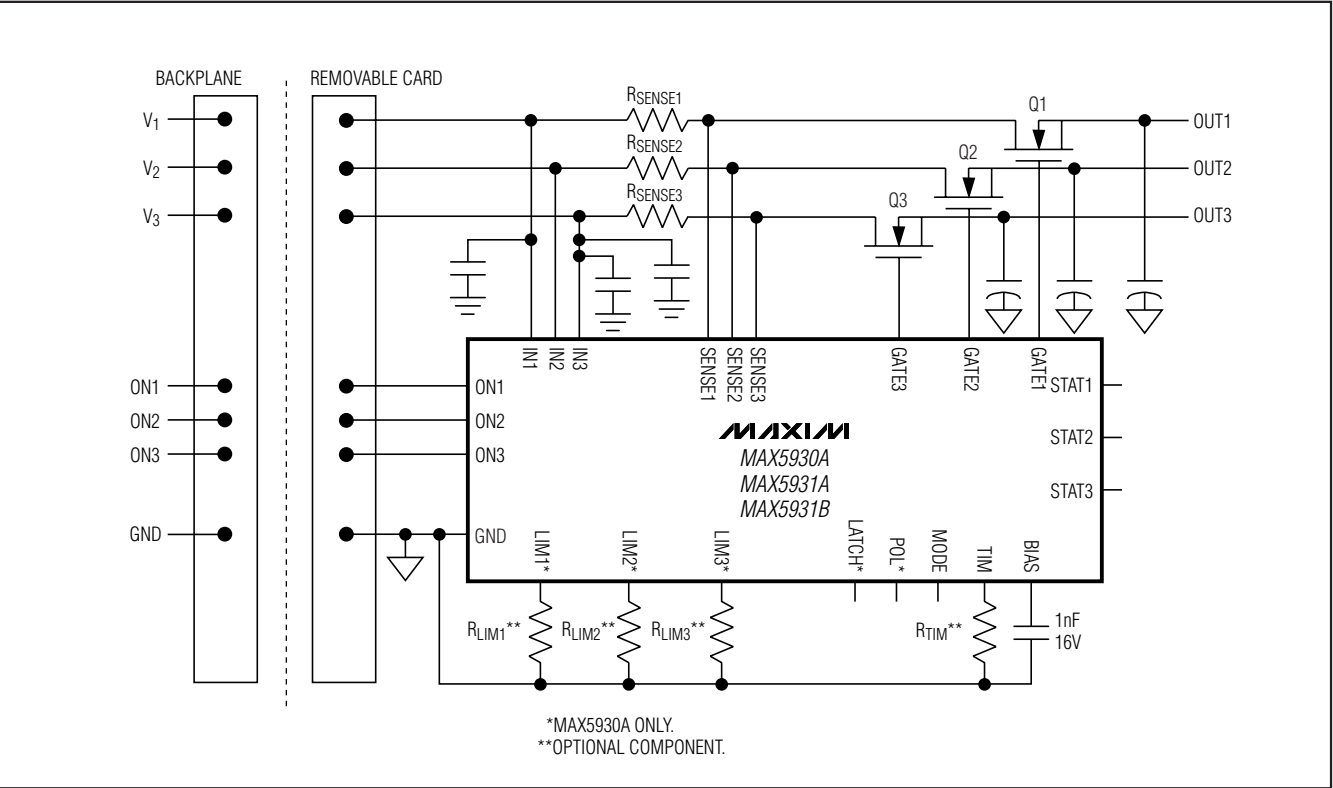 BACKPLANE
REMOVABLE CARD
V1
V2
V3
RSENSE1
RSENSE2
RSENSE3
Q1
Q2
Q3
OUT1
OUT2
OUT3
IN1
IN2
IN3
SENSE1
SENSE2
SENSE3
GATE3
GATE2
GATE1
ON1
ON2
ON3
GND
ON1
ON2
ON3
GND
MAXIM
MAX5930A
MAX5931A
MAX5931B
STAT1
STAT2
STAT3
LIM1*
LIM2*
LIM3*
LATCH*
POL*
MODE
TIM
BIAS
RLIM1**
RLIM2**
RLIM3**
RTIM**
1nF
16V
*MAX5930A ONLY.
**OPTIONAL COMPONENT.